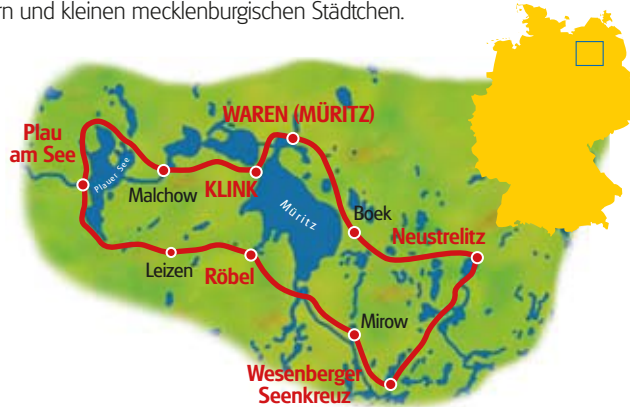 rn und kleinen mecklenburgischen Städtchen.
WAREN (MÜRITZ)
Plau
am See
Plauer See
Malchow
KLINK
Müritz
Boek
Neustrelitz
Leizen
Röbel
Mirow
Wesenberger
Seenkreuz